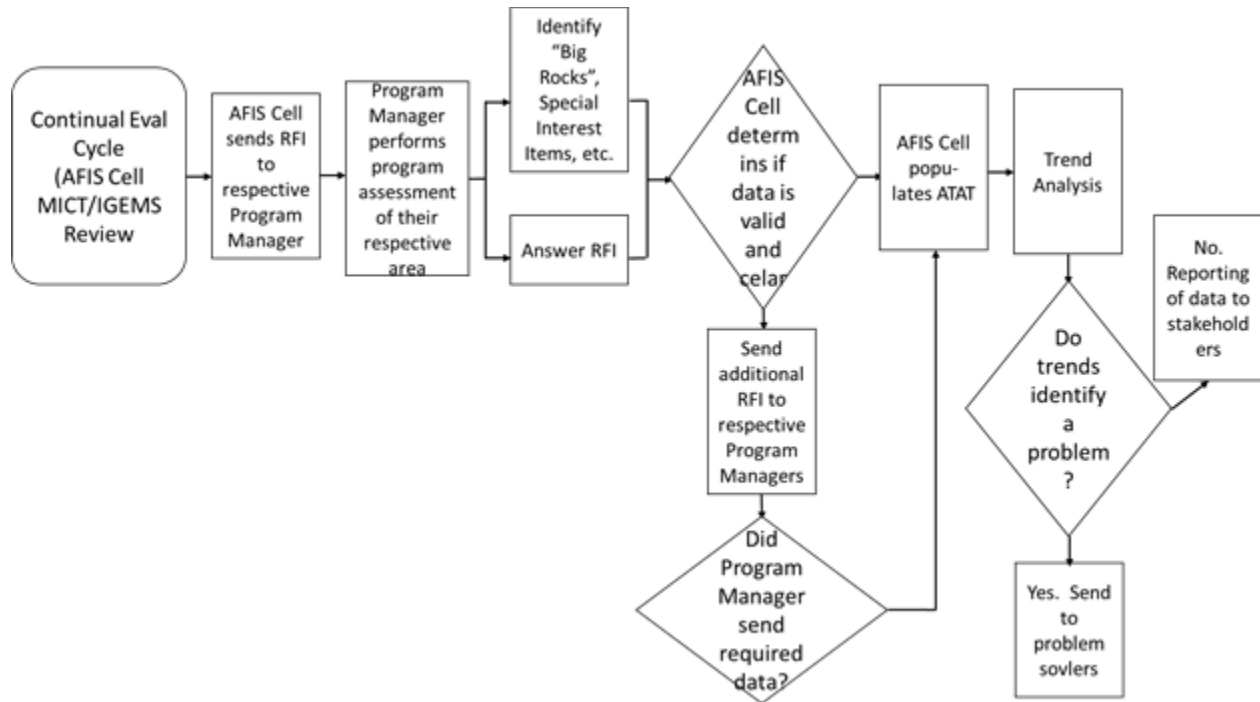 Continual Eval
Cycle
(AFIS Cell
MICT/IGEMS
Review
AFIS Cell
sends RFI to
respective
Program
Manager
Program
Manager
performs
program
assessment
of their
respective
area
Identify
“Big
Rocks”,
Special
Interest
Items, etc.
Answer RFI
AFIS
Cell
determ
ins if
data is
valid
and
celar
Send
additional
RFI to
respective
Program
Managers
Did
Program
Manager
send
required
data?
AFIS Cell
popu-
lates ATAT
Trend
Analysis
Do
trends
identify
a
problem
?
No.
Reporting
of data to
stakehold
ers
Yes. Send
to
problem
sovlers